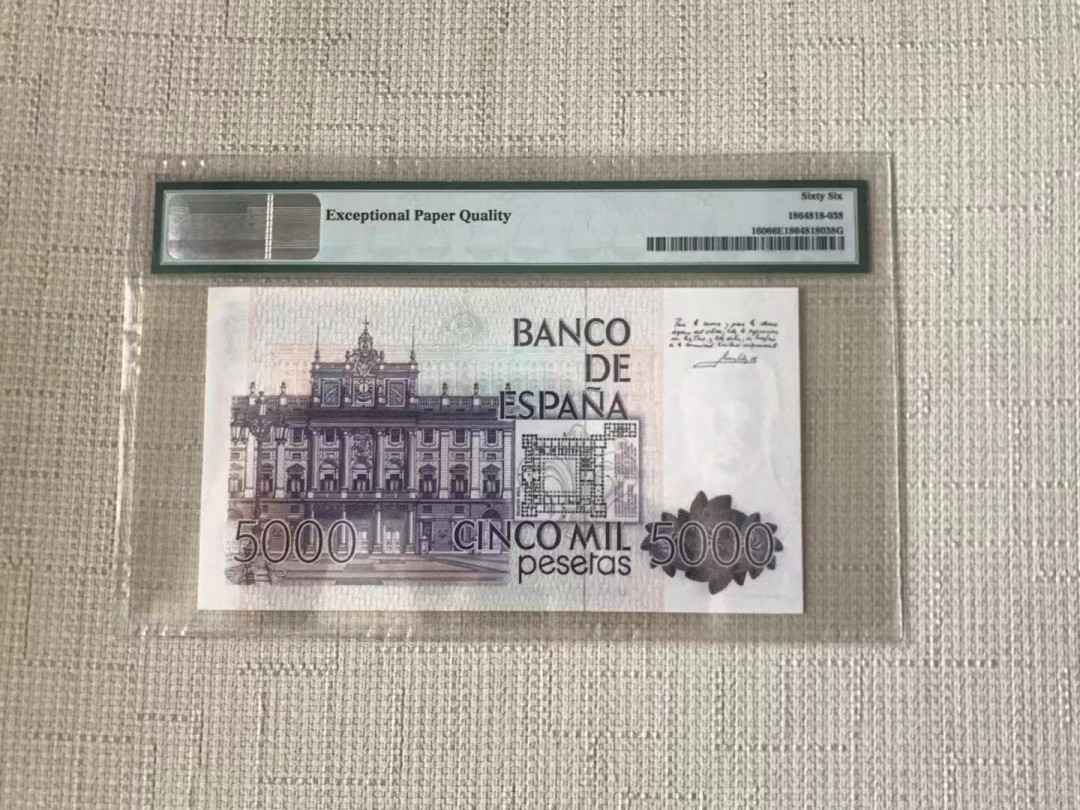 Exceptional Paper Quality
Sixty Six
1864818-038
16066E1864818038G
BANCO
DE
ESPAÑA
5000
CINCO MIL
pesetas
5000